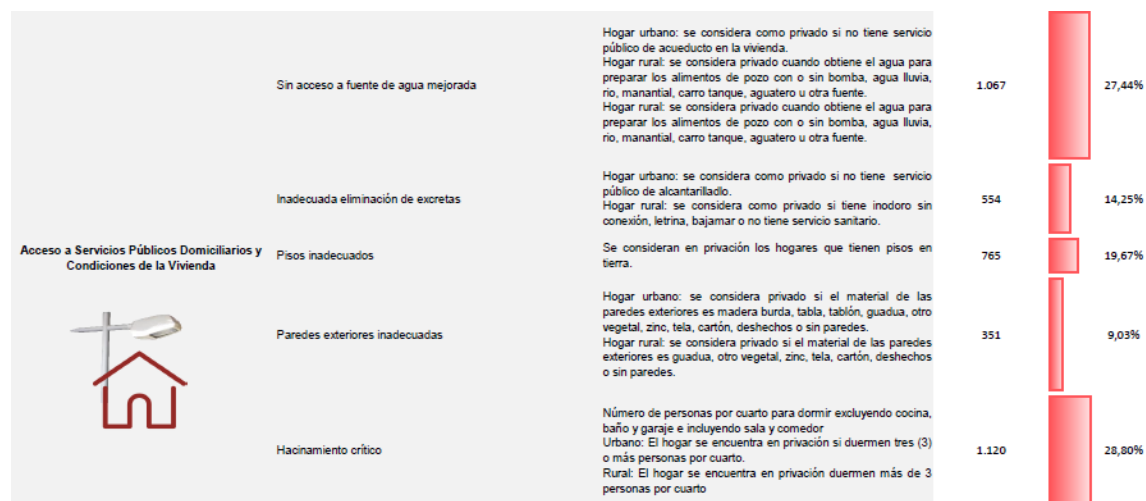 Hogar urbano: se considera como privado si no tiene servicio
público de acueducto en la vivienda.
Hogar rural: se considera privado cuando obtiene el agua para
preparar los alimentos de pozo con o sin bomba, agua lluvia,
rio, manantial, carro tanque, aguatero u otra fuente.
Hogar rural: se considera privado cuando obtiene el agua para
preparar los alimentos de pozo con o sin bomba, agua lluvia,
rio, manantial, carro tanque, aguatero u otra fuente.
Sin acceso a fuente de agua mejorada
1.067
27,44%
Hogar urbano: se considera como privado si no tiene servicio
público de alcantarilladlo.
Hogar rural: se considera como privado si tiene inodoro sin
conexión, letrina, bajamar o no tiene servicio sanitario.
Inadecuada eliminación de excretas
554
14,25%
Acceso a Servicios Públicos Domiciliarios y
Condiciones de la Vivienda
Pisos inadecuados
Se consideran en privación los hogares que tienen pisos en
tierra.
765
19,67%
Hogar urbano: se considera privado si el material de las
paredes exteriores es madera burda, tabla, tablón, guadua, otro
vegetal, zinc, tela, cartón, deshechos o sin paredes.
Hogar rural: se considera privado si el material de las paredes
exteriores es guadua, otro vegetal, zinc, tela, cartón, deshechos
o sin paredes.
Paredes exteriores inadecuadas
351
9,03%
Número de personas por cuarto para dormir excluyendo cocina,
baño y garaje e incluyendo sala y comedor
Urbano: El hogar se encuentra en privación si duermen tres (3)
o más personas por cuarto.
Rural: El hogar se encuentra en privación duermen más de 3
personas por cuarto
Hacinamiento crítico
1.120
28,80%